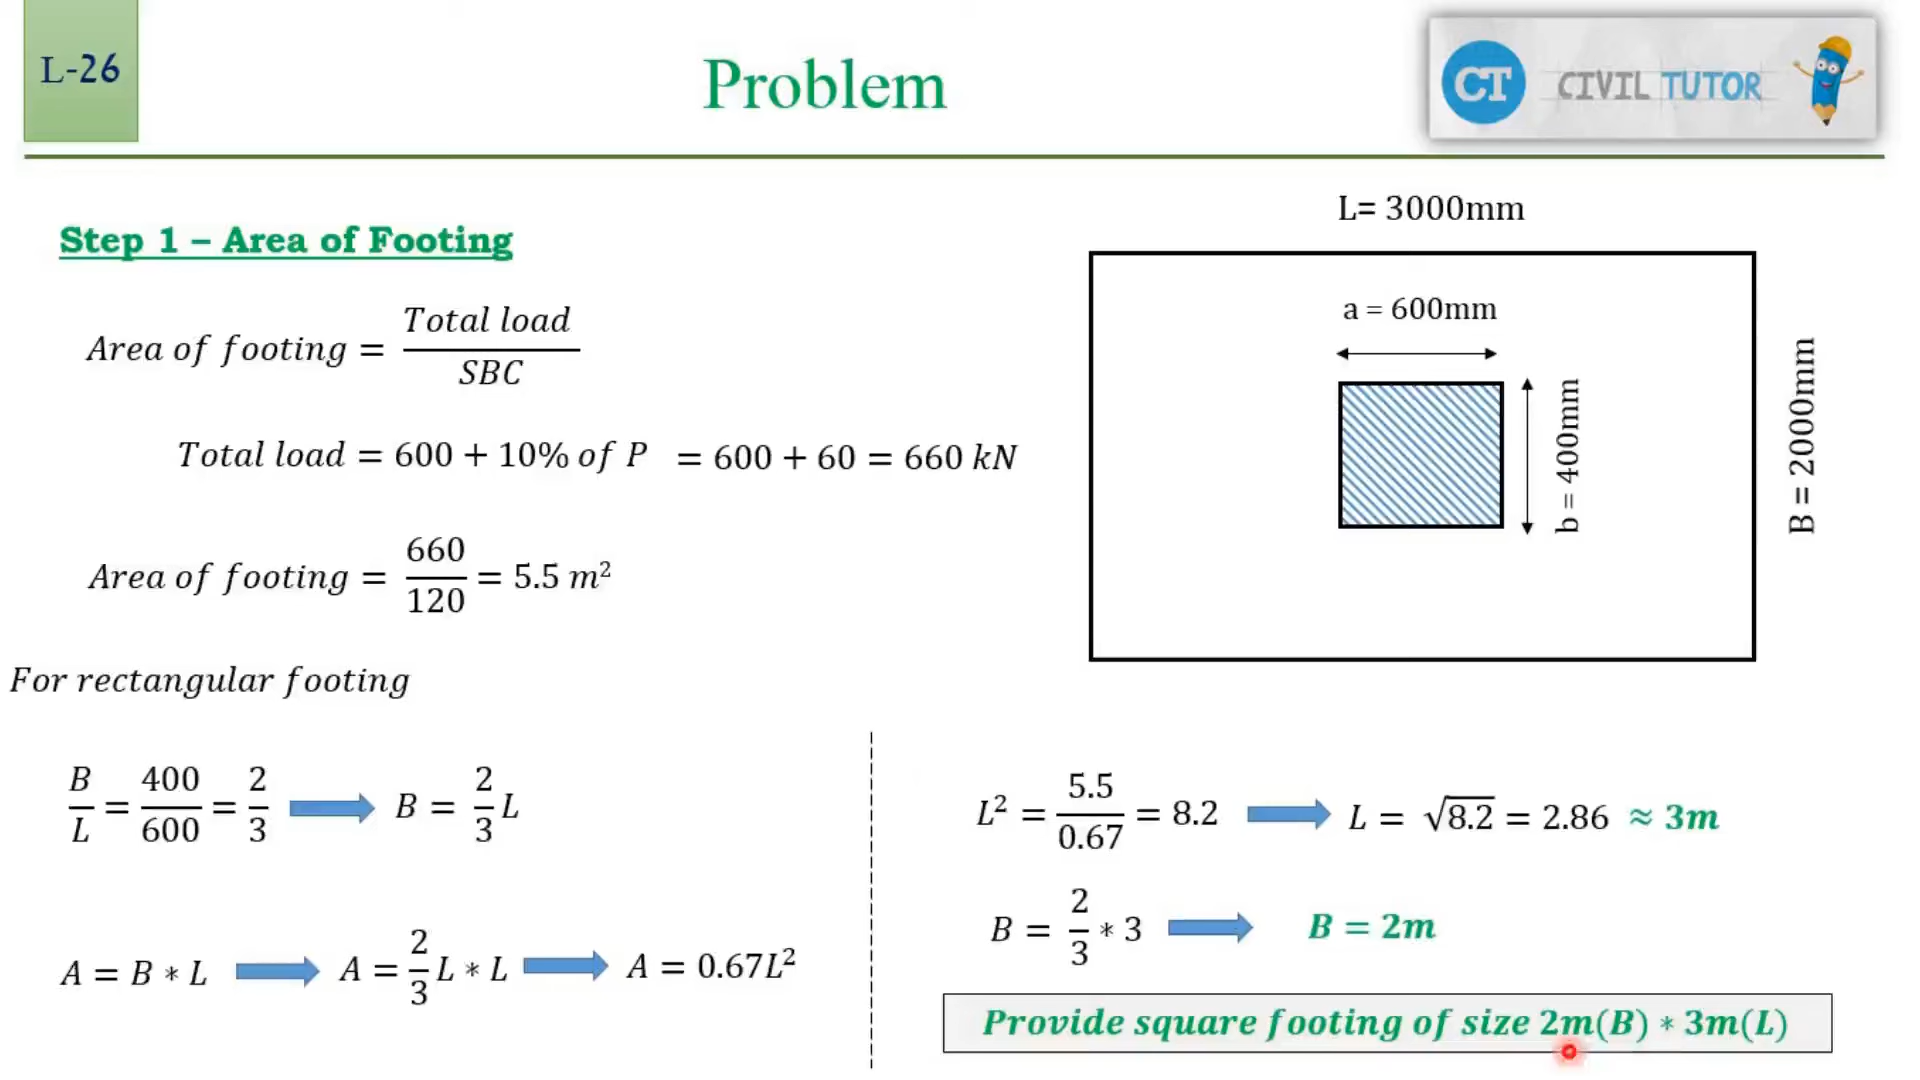 L-26
Problem
CT CIVIL TUTOR
Step 1 – Area of Footing
Area of footing = Total load / SBC
Total load = 600 + 10% of P = 600 + 60 = 660 kN
Area of footing = 660 / 120 = 5.5 m²
For rectangular footing
B / L = 400 / 600 = 2 / 3 B = 2 / 3 L
A = B ∗ L A = 2 / 3 L ∗ L A = 0.67L²
L= 3000mm
a = 600mm
b = 400mm
B = 2000mm
L² = 5.5 / 0.67 = 8.2 L = √8.2 = 2.86 ≈ 3m
B = 2 / 3 ∗ 3 B = 2m
Provide square footing of size 2m(B) ∗ 3m(L)